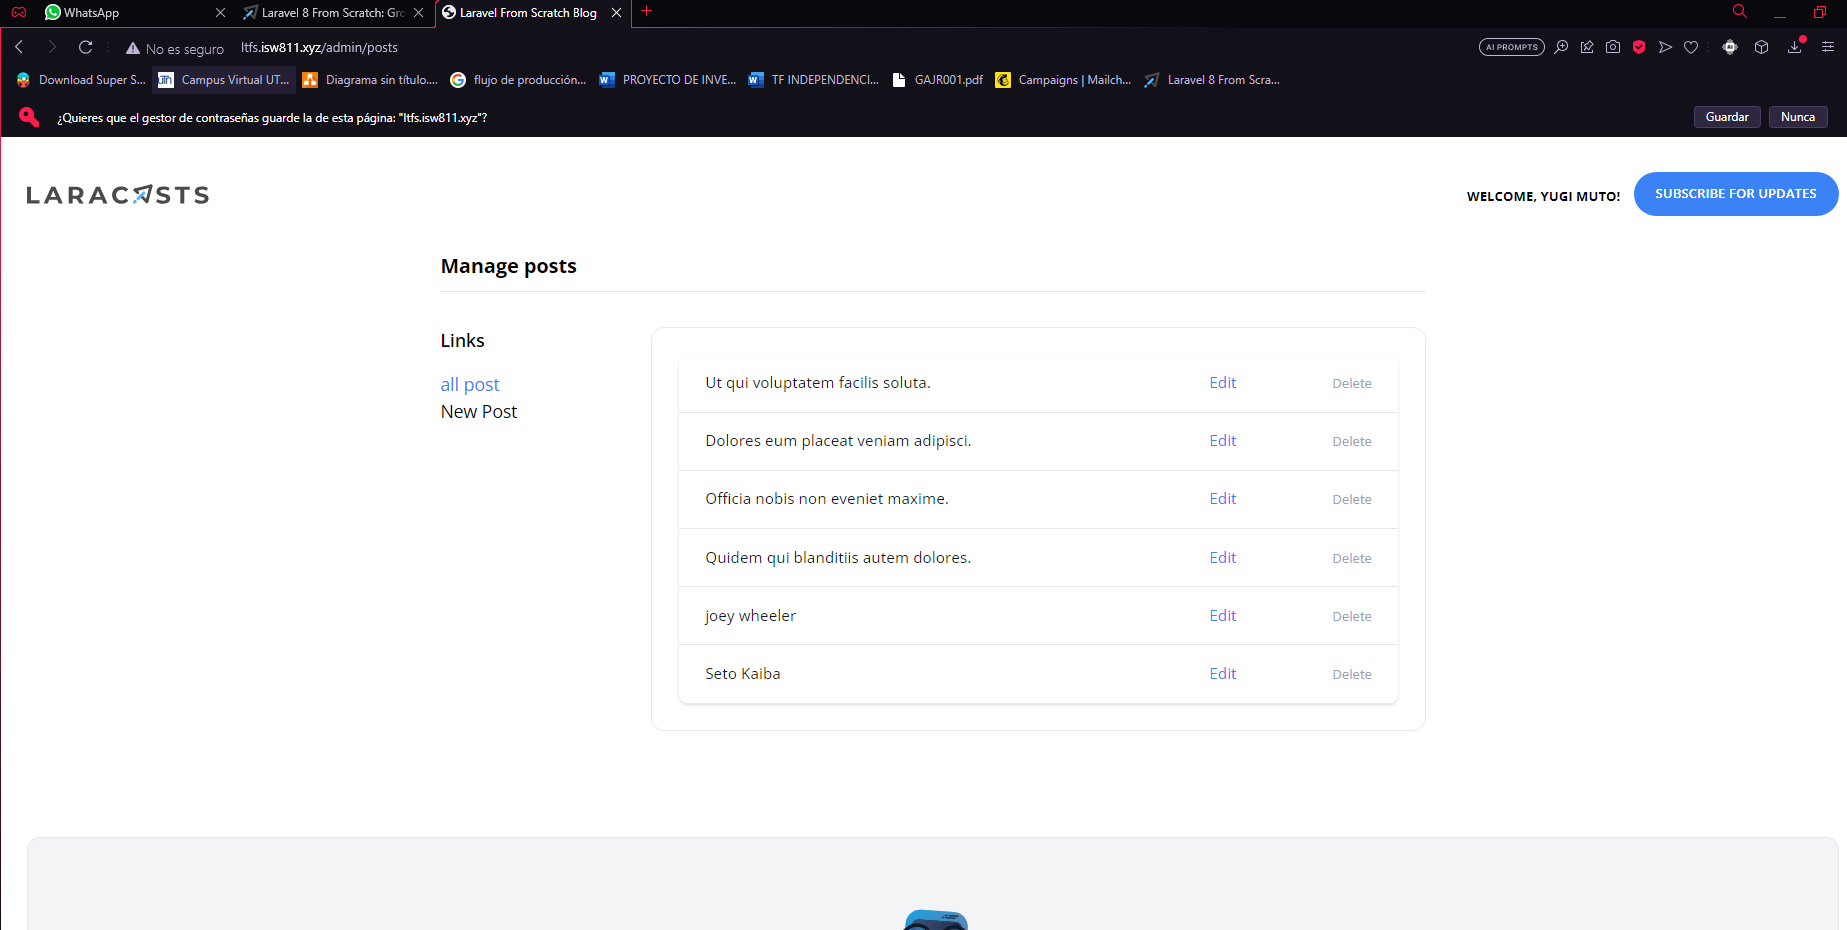 WhatsApp
Laravel 8 From Scratch: Gro
Laravel From Scratch Blog
No es seguro ltfs.isw811.xyz/admin/posts
AI PROMPTS
Download Super S... Campus Virtual UT... Diagrama sin título.... flujo de producción... PROYECTO DE INVE... TF INDEPENDENCI... GAJR001.pdf Campaigns | Mailch... Laravel 8 From Scra...
¿Quieres que el gestor de contraseñas guarde la de esta página: "ltfs.isw811.xyz"?
Guardar Nunca
LARACASTS
WELCOME, YUGI MUTO! SUBSCRIBE FOR UPDATES
Manage posts
Links
all post
New Post
Ut qui voluptatem facilis soluta. Edit Delete
Dolores eum placeat veniam adipisci. Edit Delete
Officia nobis non eveniet maxime. Edit Delete
Quidem qui blanditiis autem dolores. Edit Delete
joey wheeler Edit Delete
Seto Kaiba Edit Delete